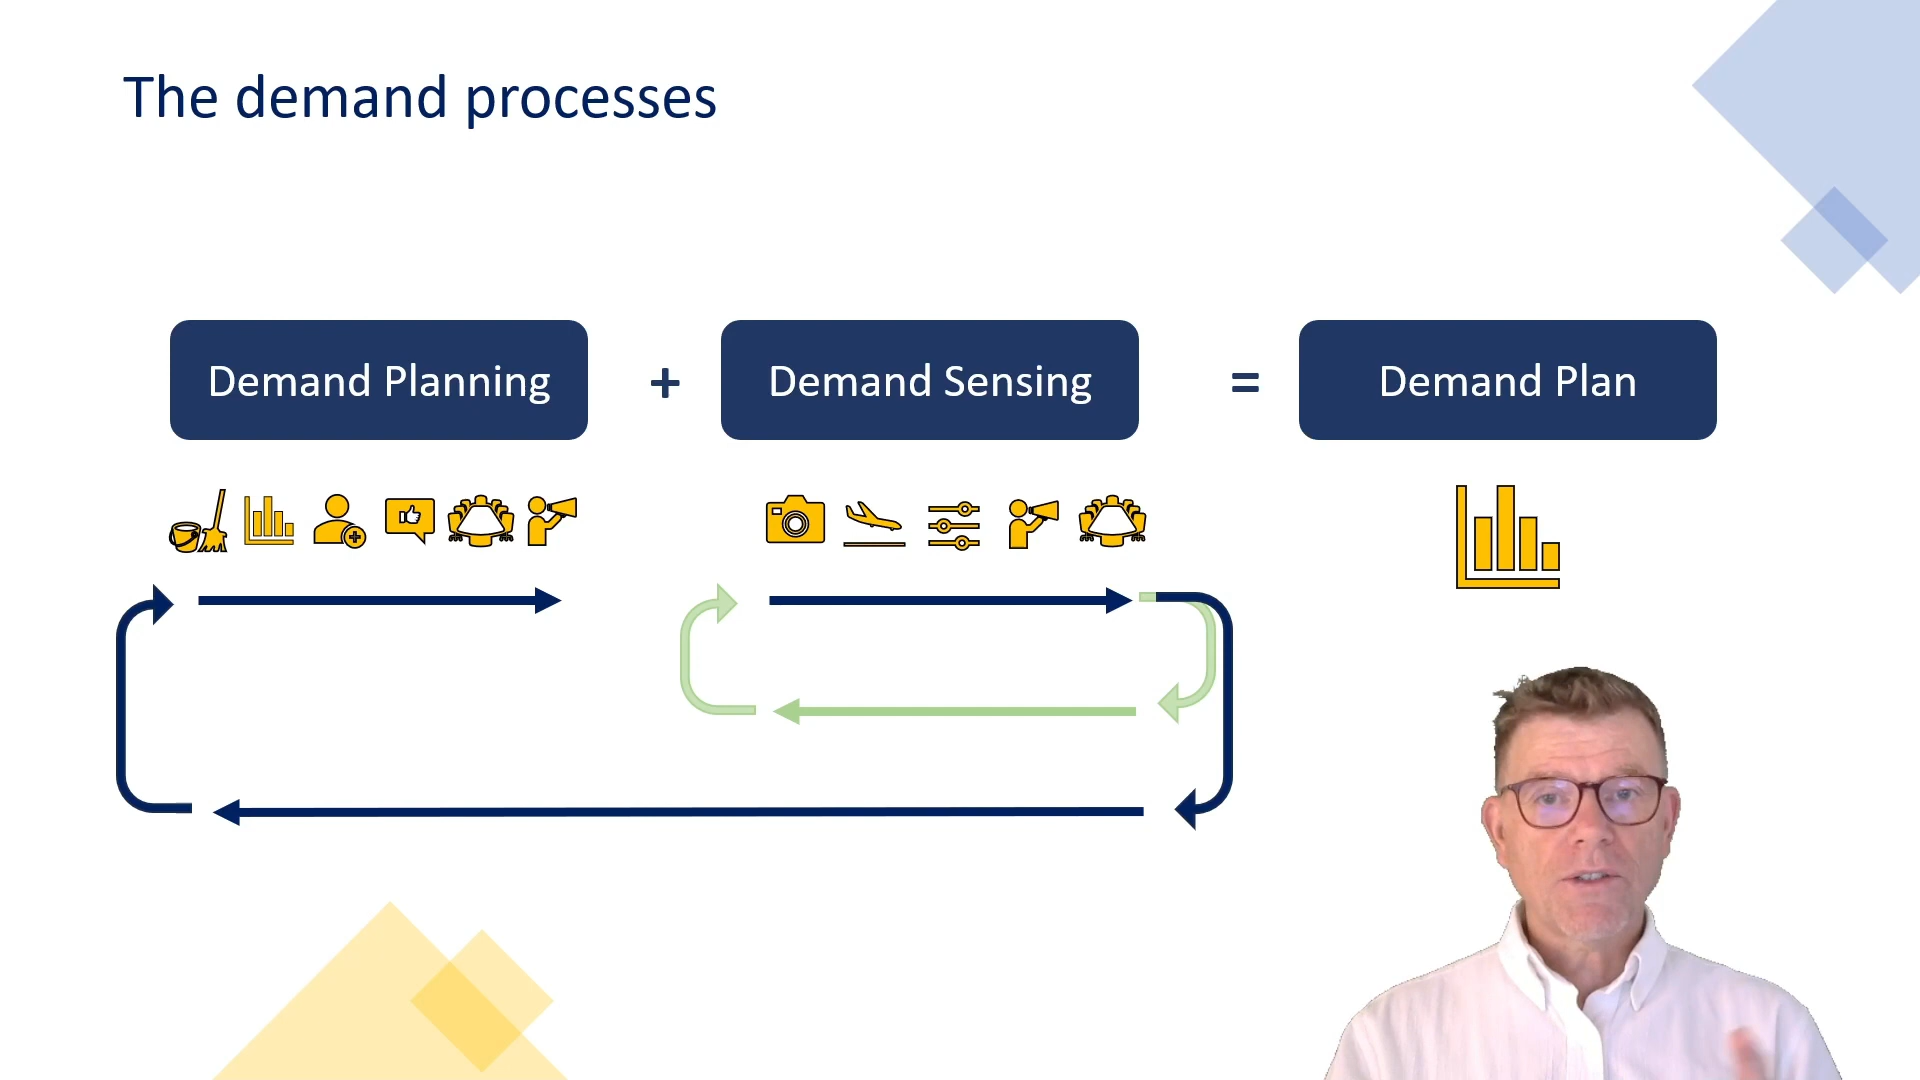 The demand processes
Demand Planning + Demand Sensing = Demand Plan